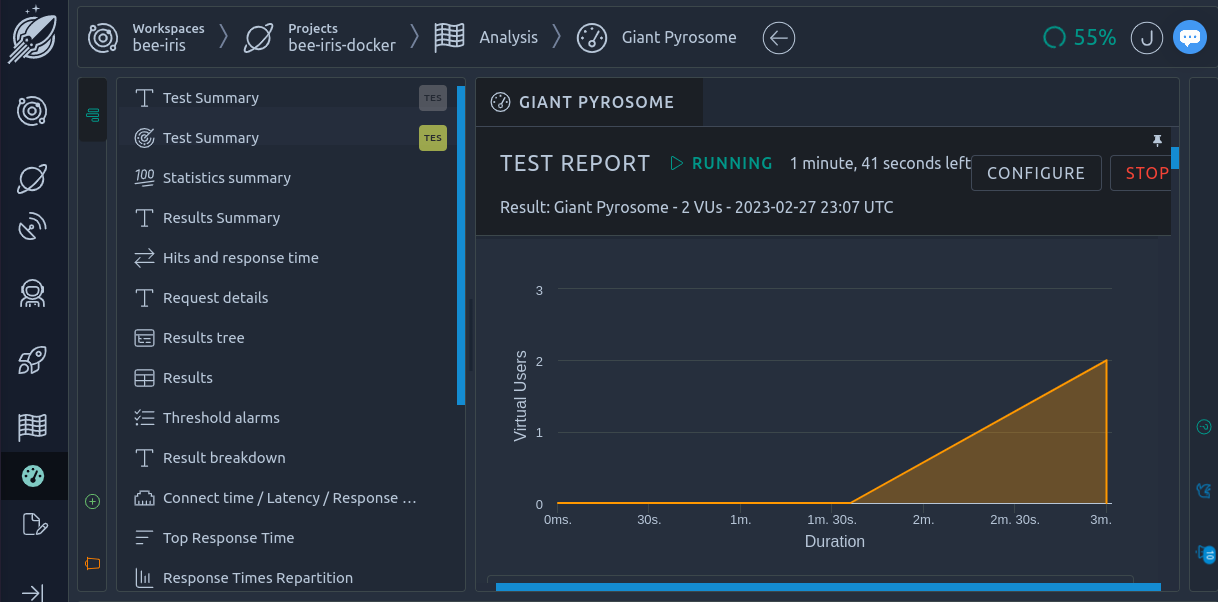 Workspaces
bee-iris
Projects
bee-iris-docker
Analysis
Giant Pyrosome
55%
J
Test Summary
TES
Test Summary
TES
100
Statistics summary
Results Summary
Hits and response time
Request details
Results tree
Results
Threshold alarms
Result breakdown
Connect time / Latency / Response …
Top Response Time
Response Times Repartition
GIANT PYROSOME
TEST REPORT
RUNNING
1 minute, 41 seconds left
CONFIGURE
STOP
Result: Giant Pyrosome - 2 VUs - 2023-02-27 23:07 UTC
Virtual Users
3
2
1
0
0ms.
30s.
1m.
1m. 30s.
2m.
2m. 30s.
3m.
Duration
?
10